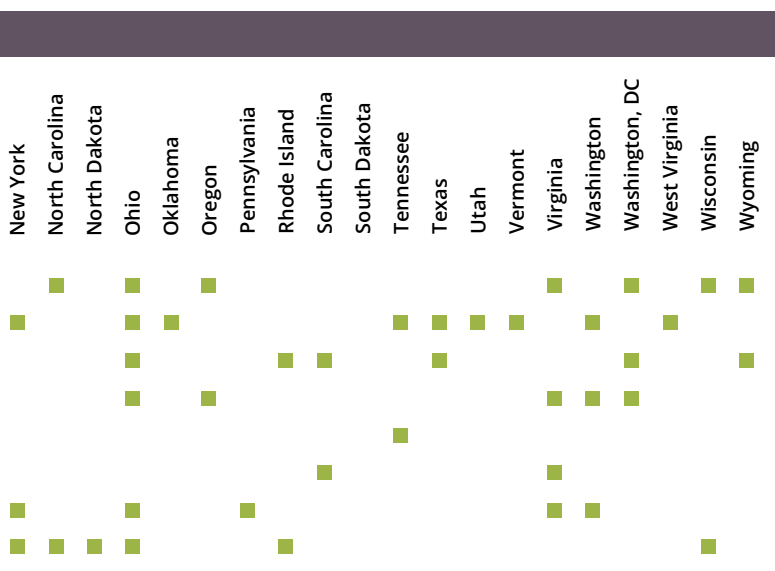 New York
North Carolina
North Dakota
Ohio
Oklahoma
Oregon
Pennsylvania
Rhode Island
South Carolina
South Dakota
Tennessee
Texas
Utah
Vermont
Virginia
Washington
Washington, DC
West Virginia
Wisconsin
Wyoming